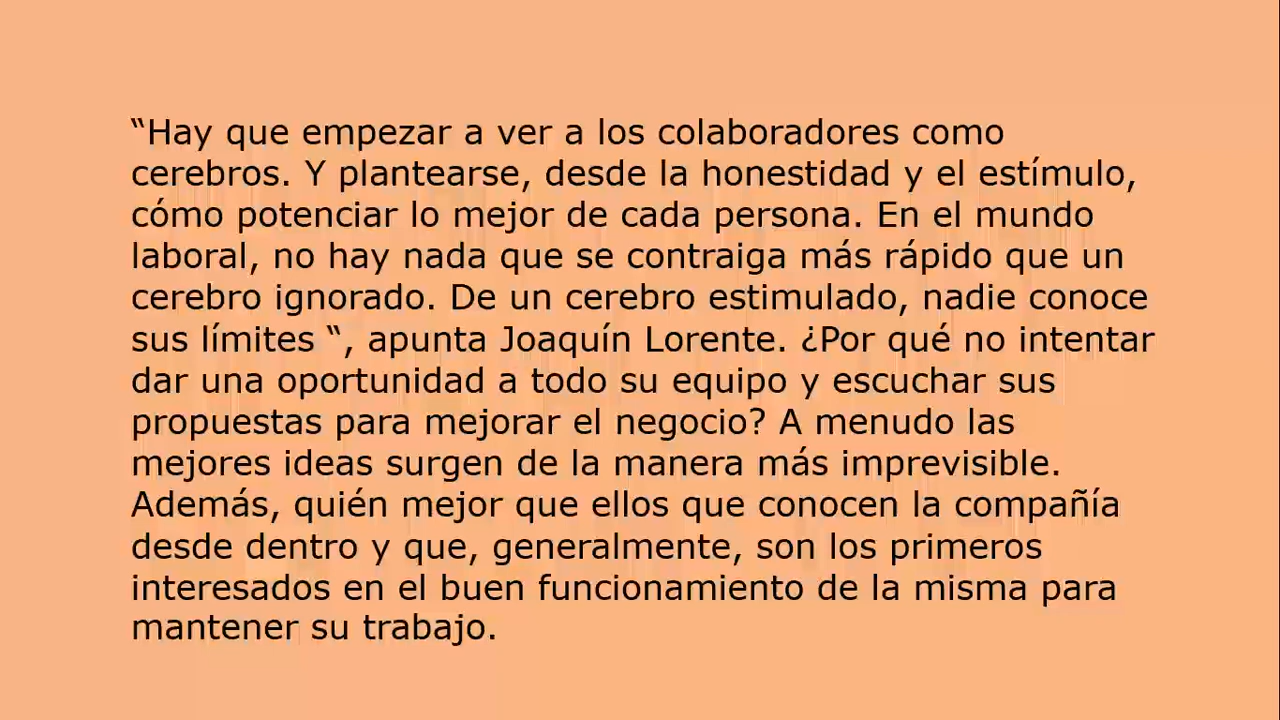 “Hay que empezar a ver a los colaboradores como
cerebros. Y plantearse, desde la honestidad y el estímulo,
cómo potenciar lo mejor de cada persona. En el mundo
laboral, no hay nada que se contraiga más rápido que un
cerebro ignorado. De un cerebro estimulado, nadie conoce
sus límites “, apunta Joaquín Lorente. ¿Por qué no intentar
dar una oportunidad a todo su equipo y escuchar sus
propuestas para mejorar el negocio? A menudo las
mejores ideas surgen de la manera más imprevisible.
Además, quién mejor que ellos que conocen la compañía
desde dentro y que, generalmente, son los primeros
interesados en el buen funcionamiento de la misma para
mantener su trabajo.